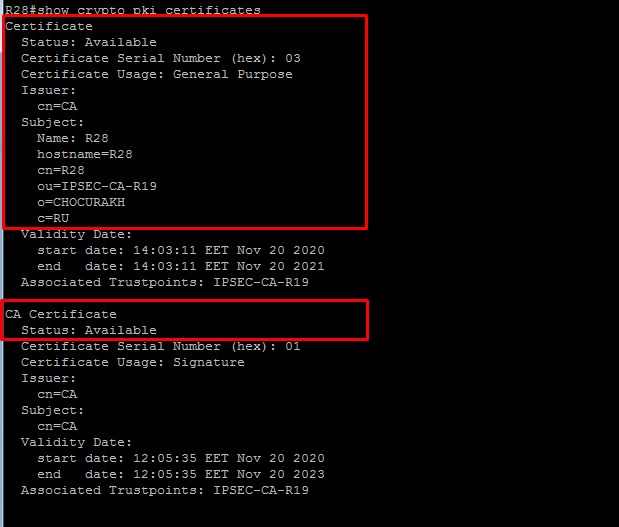 R28#show crypto pki certificates
Certificate
Status: Available
Certificate Serial Number (hex): 03
Certificate Usage: General Purpose
Issuer:
cn=CA
Subject:
Name: R28
hostname=R28
cn=R28
ou=IPSEC-CA-R19
o=CHOCURAKH
c=RU
Validity Date:
start date: 14:03:11 EET Nov 20 2020
end   date: 14:03:11 EET Nov 20 2021
Associated Trustpoints: IPSEC-CA-R19
CA Certificate
Status: Available
Certificate Serial Number (hex): 01
Certificate Usage: Signature
Issuer:
cn=CA
Subject:
cn=CA
Validity Date:
start date: 12:05:35 EET Nov 20 2020
end   date: 12:05:35 EET Nov 20 2023
Associated Trustpoints: IPSEC-CA-R19